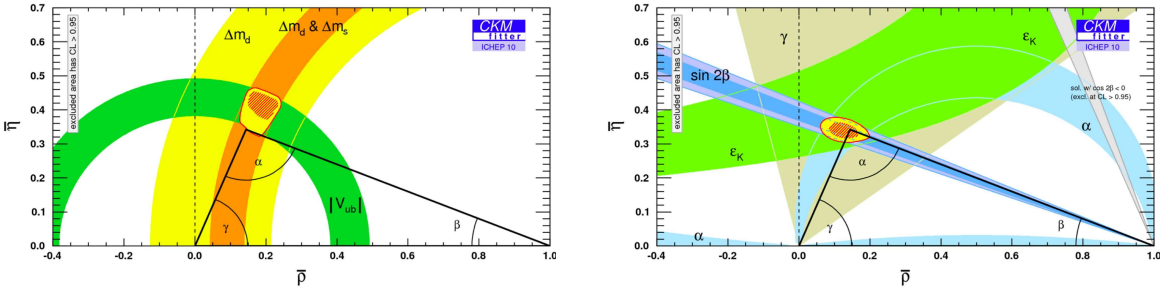 0.7
0.6
0.5
0.4
0.3
0.2
0.1
0.0
η̅
excluded area has CL > 0.95
Δm_d
Δm_d & Δm_s
CKM
fitter
ICHEP 10
|V_ub|
α
γ
β
-0.4 -0.2 0.0 0.2 0.4 0.6 0.8 1.0
ρ̅
0.7
0.6
0.5
0.4
0.3
0.2
0.1
0.0
η̅
excluded area has CL > 0.95
γ
ε_K
CKM
fitter
ICHEP 10
sin 2β
sol. w/ cos 2β < 0
(excl. at CL > 0.95)
α
ε_K
α
α
γ
β
-0.4 -0.2 0.0 0.2 0.4 0.6 0.8 1.0
ρ̅